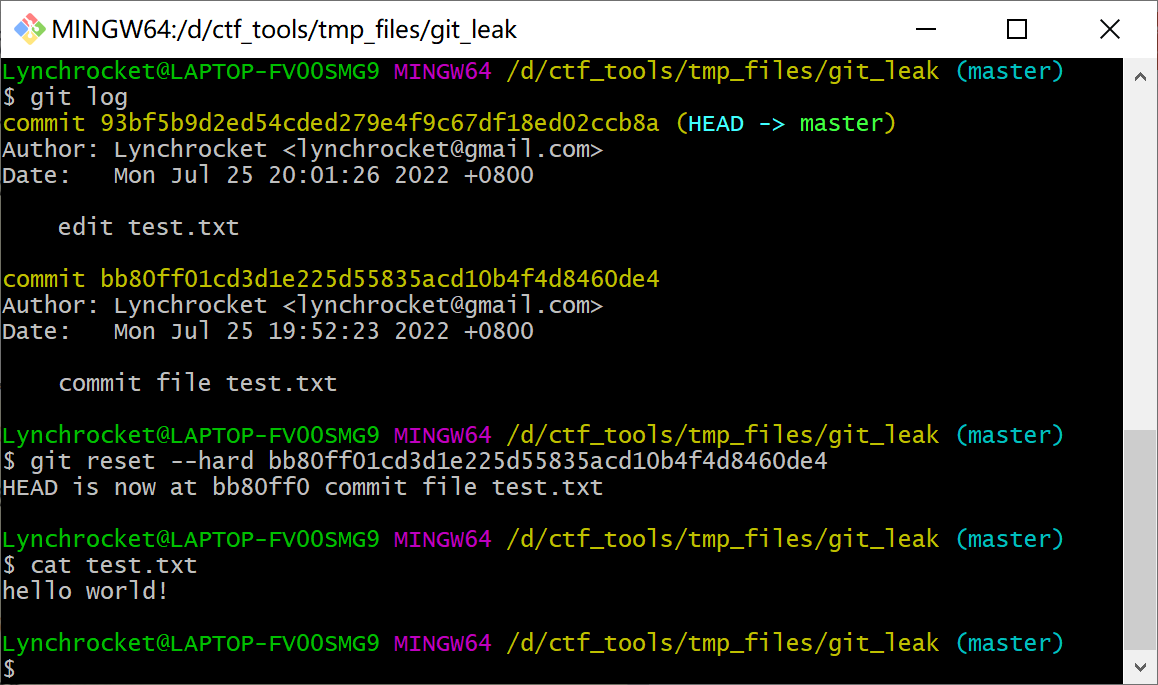 MINGW64:/d/ctf_tools/tmp_files/git_leak
Lynchrocket@LAPTOP-FV00SMG9 MINGW64 /d/ctf_tools/tmp_files/git_leak (master)
$ git log
commit 93bf5b9d2ed54cded279e4f9c67df18ed02ccb8a (HEAD -> master)
Author: Lynchrocket <lynchrocket@gmail.com>
Date:   Mon Jul 25 20:01:26 2022 +0800
    edit test.txt
commit bb80ff01cd3d1e225d55835acd10b4f4d8460de4
Author: Lynchrocket <lynchrocket@gmail.com>
Date:   Mon Jul 25 19:52:23 2022 +0800
    commit file test.txt
Lynchrocket@LAPTOP-FV00SMG9 MINGW64 /d/ctf_tools/tmp_files/git_leak (master)
$ git reset --hard bb80ff01cd3d1e225d55835acd10b4f4d8460de4
HEAD is now at bb80ff0 commit file test.txt
Lynchrocket@LAPTOP-FV00SMG9 MINGW64 /d/ctf_tools/tmp_files/git_leak (master)
$ cat test.txt
hello world!
Lynchrocket@LAPTOP-FV00SMG9 MINGW64 /d/ctf_tools/tmp_files/git_leak (master)
$